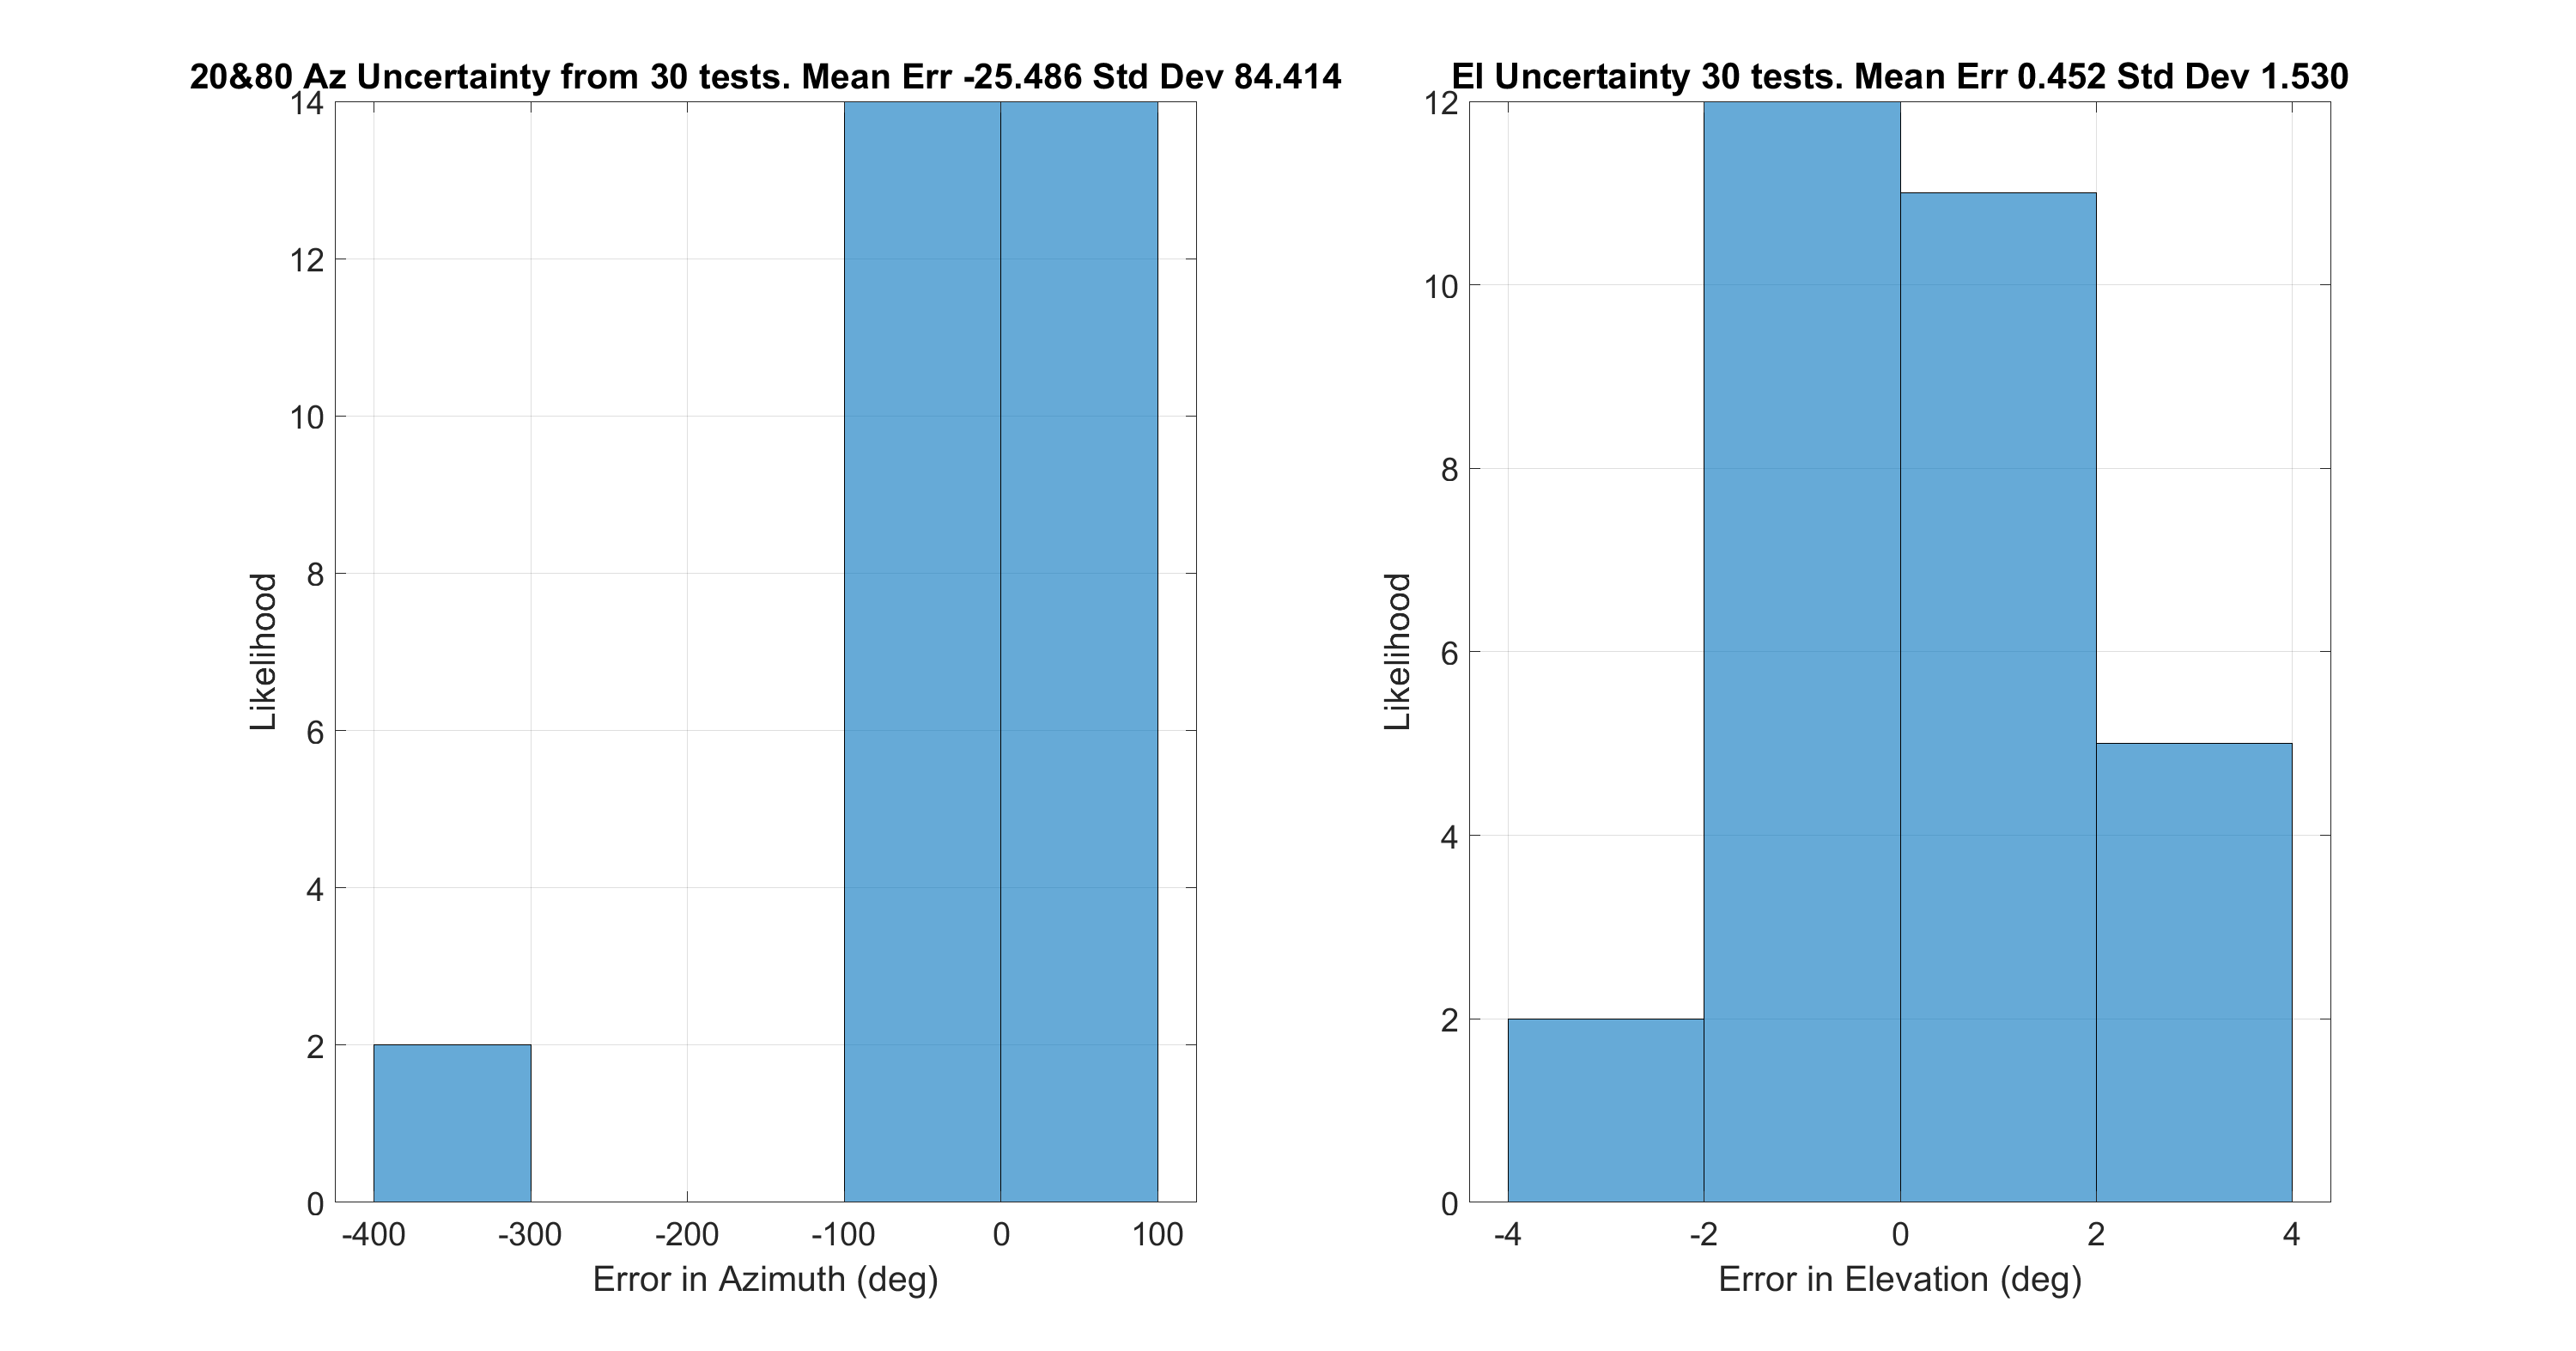 20&80 Az Uncertainty from 30 tests. Mean Err -25.486 Std Dev 84.414
14
12
10
8
6
4
2
0
Likelihood
-400 -300 -200 -100 0 100
Error in Azimuth (deg)
El Uncertainty 30 tests. Mean Err 0.452 Std Dev 1.530
12
10
8
6
4
2
0
Likelihood
-4 -2 0 2 4
Error in Elevation (deg)